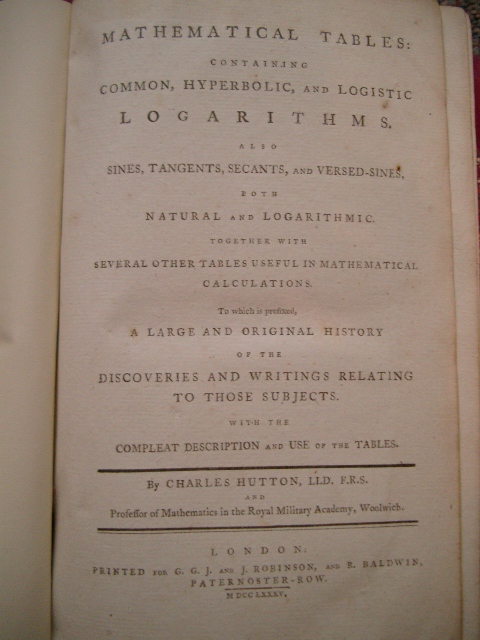 MATHEMATICAL TABLES:
CONTAINING
COMMON, HYPERBOLIC, AND LOGISTIC
LOGARITHMS.
ALSO
SINES, TANGENTS, SECANTS, AND VERSED-SINES,
BOTH
NATURAL AND LOGARITHMIC.
TOGETHER WITH
SEVERAL OTHER TABLES USEFUL IN MATHEMATICAL
CALCULATIONS.
To which is prefixed,
A LARGE AND ORIGINAL HISTORY
OF THE
DISCOVERIES AND WRITINGS RELATING
TO THOSE SUBJECTS.
WITH THE
COMPLEAT DESCRIPTION AND USE OF THE TABLES.
By CHARLES HUTTON, LL.D. F.R.S.
AND
Profeſſor of Mathematics in the Royal Military Academy, Woolwich.
LONDON:
PRINTED FOR G. G. J. AND J. ROBINSON, AND R. BALDWIN,
PATERNOSTER-ROW.
M DCC LXXXV.